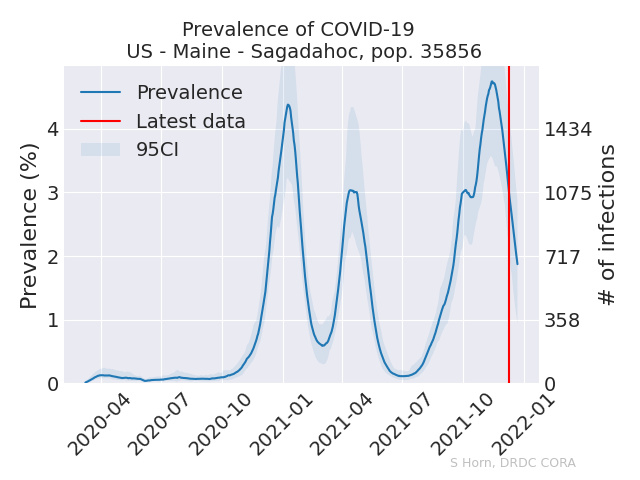 Prevalence of COVID-19
US - Maine - Sagadahoc, pop. 35856
Prevalence
Latest data
95CI
Prevalence (%)
4
3
2
1
0
1434
1075
717
358
0
# of infections
2020-04
2020-07
2020-10
2021-01
2021-04
2021-07
2021-10
2022-01
S Horn, DRDC CORA